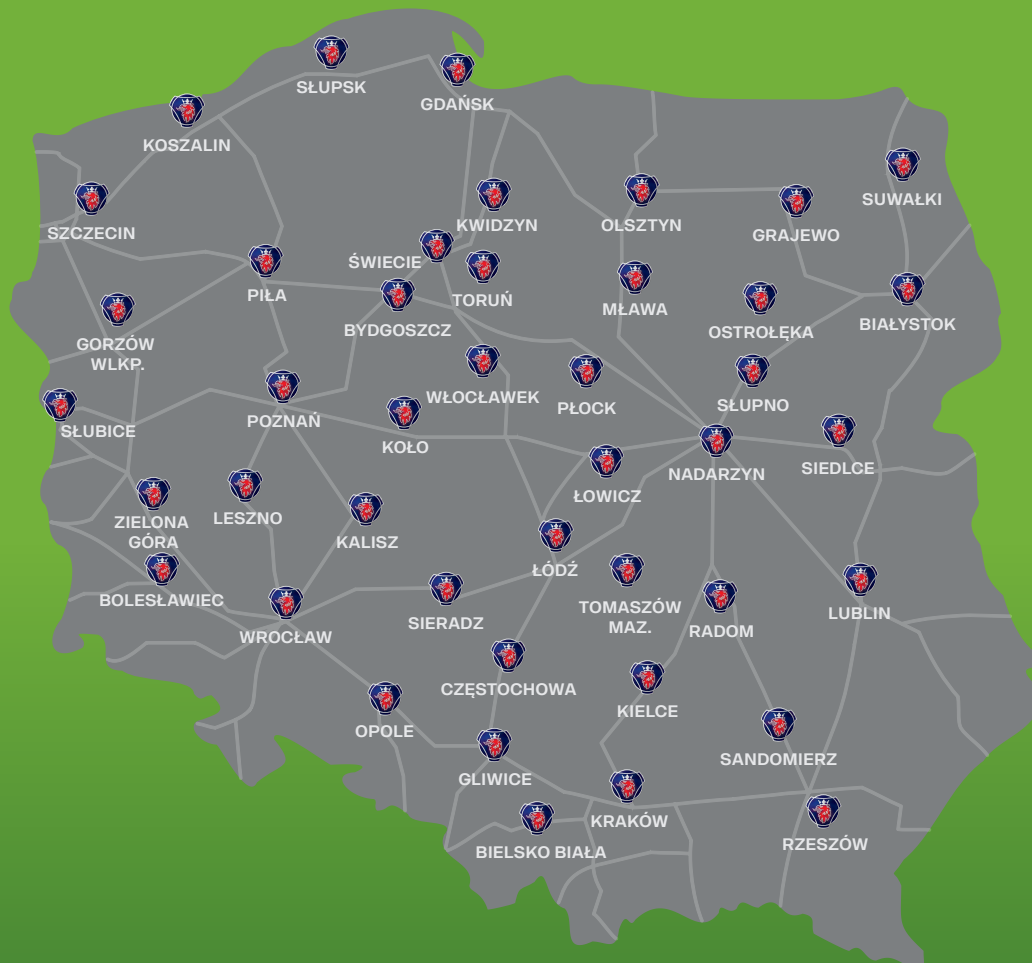 SŁUPSK
GDAŃSK
KOSZALIN
SUWAŁKI
KWIDZYN
OLSZTYN
SZCZECIN
GRAJEWO
ŚWIECIE
PIŁA
TORUŃ
MŁAWA
BIAŁYSTOK
BYDGOSZCZ
OSTROŁĘKA
GORZÓW
WLKP.
WŁOCŁAWEK
PŁOCK
SŁUPNO
POZNAŃ
SŁUBICE
KOŁO
SIEDLCE
NADARZYN
ŁOWICZ
LESZNO
ZIELONA
GÓRA
KALISZ
ŁÓDŹ
BOLESŁAWIEC
TOMASZÓW
MAZ.
LUBLIN
SIERADZ
RADOM
WROCŁAW
CZĘSTOCHOWA
KIELCE
OPOLE
SANDOMIERZ
GLIWICE
KRAKÓW
RZESZÓW
BIELSKO BIAŁA